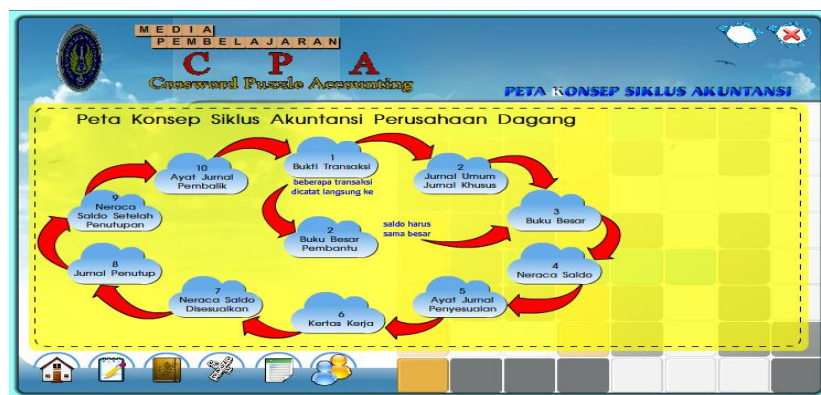 MEDIA
PEMBELAJARAN
C P A
Crossword Puzzle Accounting
PETA KONSEP SIKLUS AKUNTANSI
Peta Konsep Siklus Akuntansi Perusahaan Dagang
1
Bukti Transaksi
beberapa transaksi
dicatat langsung ke
2
Jurnal Umum
Jurnal Khusus
2
Buku Besar
Pembantu
saldo harus
sama besar
3
Buku Besar
4
Neraca Saldo
5
Ayat Jurnal
Penyesuaian
6
Kertas Kerja
7
Neraca Saldo
Disesuaikan
8
Jurnal Penutup
9
Neraca
Saldo Setelah
Penutupan
10
Ayat Jurnal
Pembalik